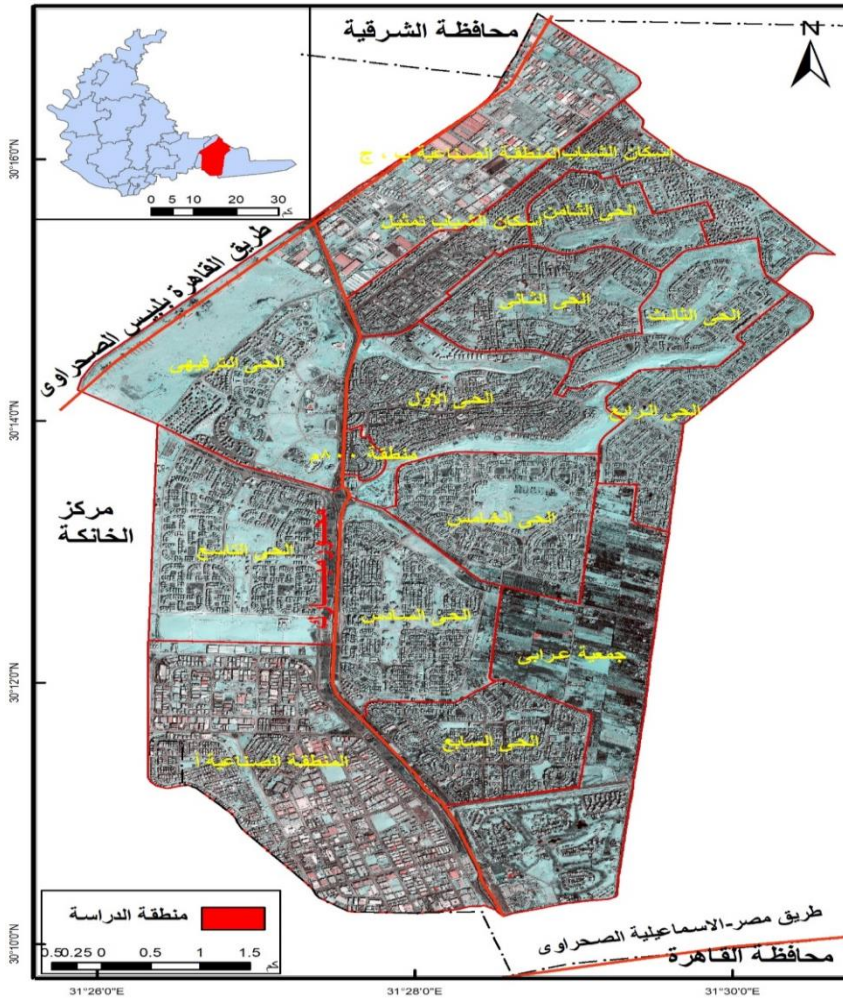 محافظة الشرقية
N
0 5 10 20 30
كم
30°16'0"N
30°14'0"N
30°12'0"N
30°10'0"N
طريق القاهرة بلبيس الصحراوى
اسكان الشباب
المنطقة الصناعية ب ، ج
الحى الثامن
اسكان الشباب تمثيل
الحى الثانى
الحى الثالث
الحى الترفيهى
الحى الأول
الحى الرابع
منطقة ٨٠٠م
مركز
الخانكة
الحى الخامس
الحى التاسع
الحى السادس
جمعية عرابى
الحى السابع
المنطقة الصناعية أ
منطقة الدراسة
0.5 0.25 0 0.5 1 1.5
كم
طريق مصر-الاسماعيلية الصحراوى
محافظة القاهرة
31°26'0"E 31°28'0"E 31°30'0"E